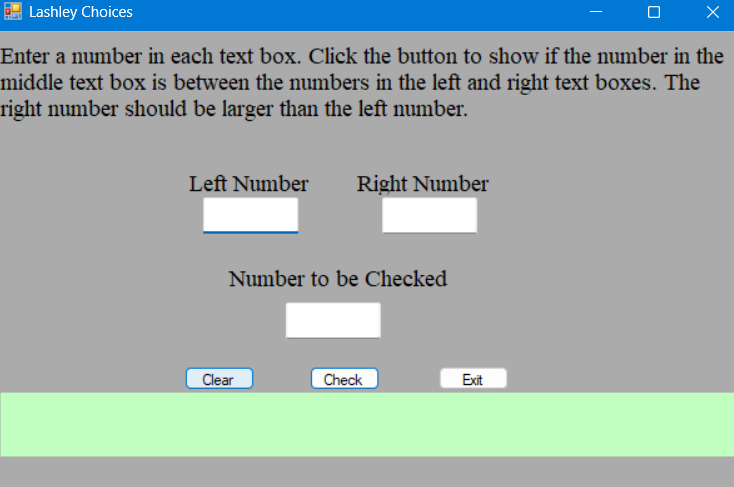 Lashley Choices
Enter a number in each text box. Click the button to show if the number in the
middle text box is between the numbers in the left and right text boxes. The
right number should be larger than the left number.
Left Number Right Number
Number to be Checked
Clear Check Exit